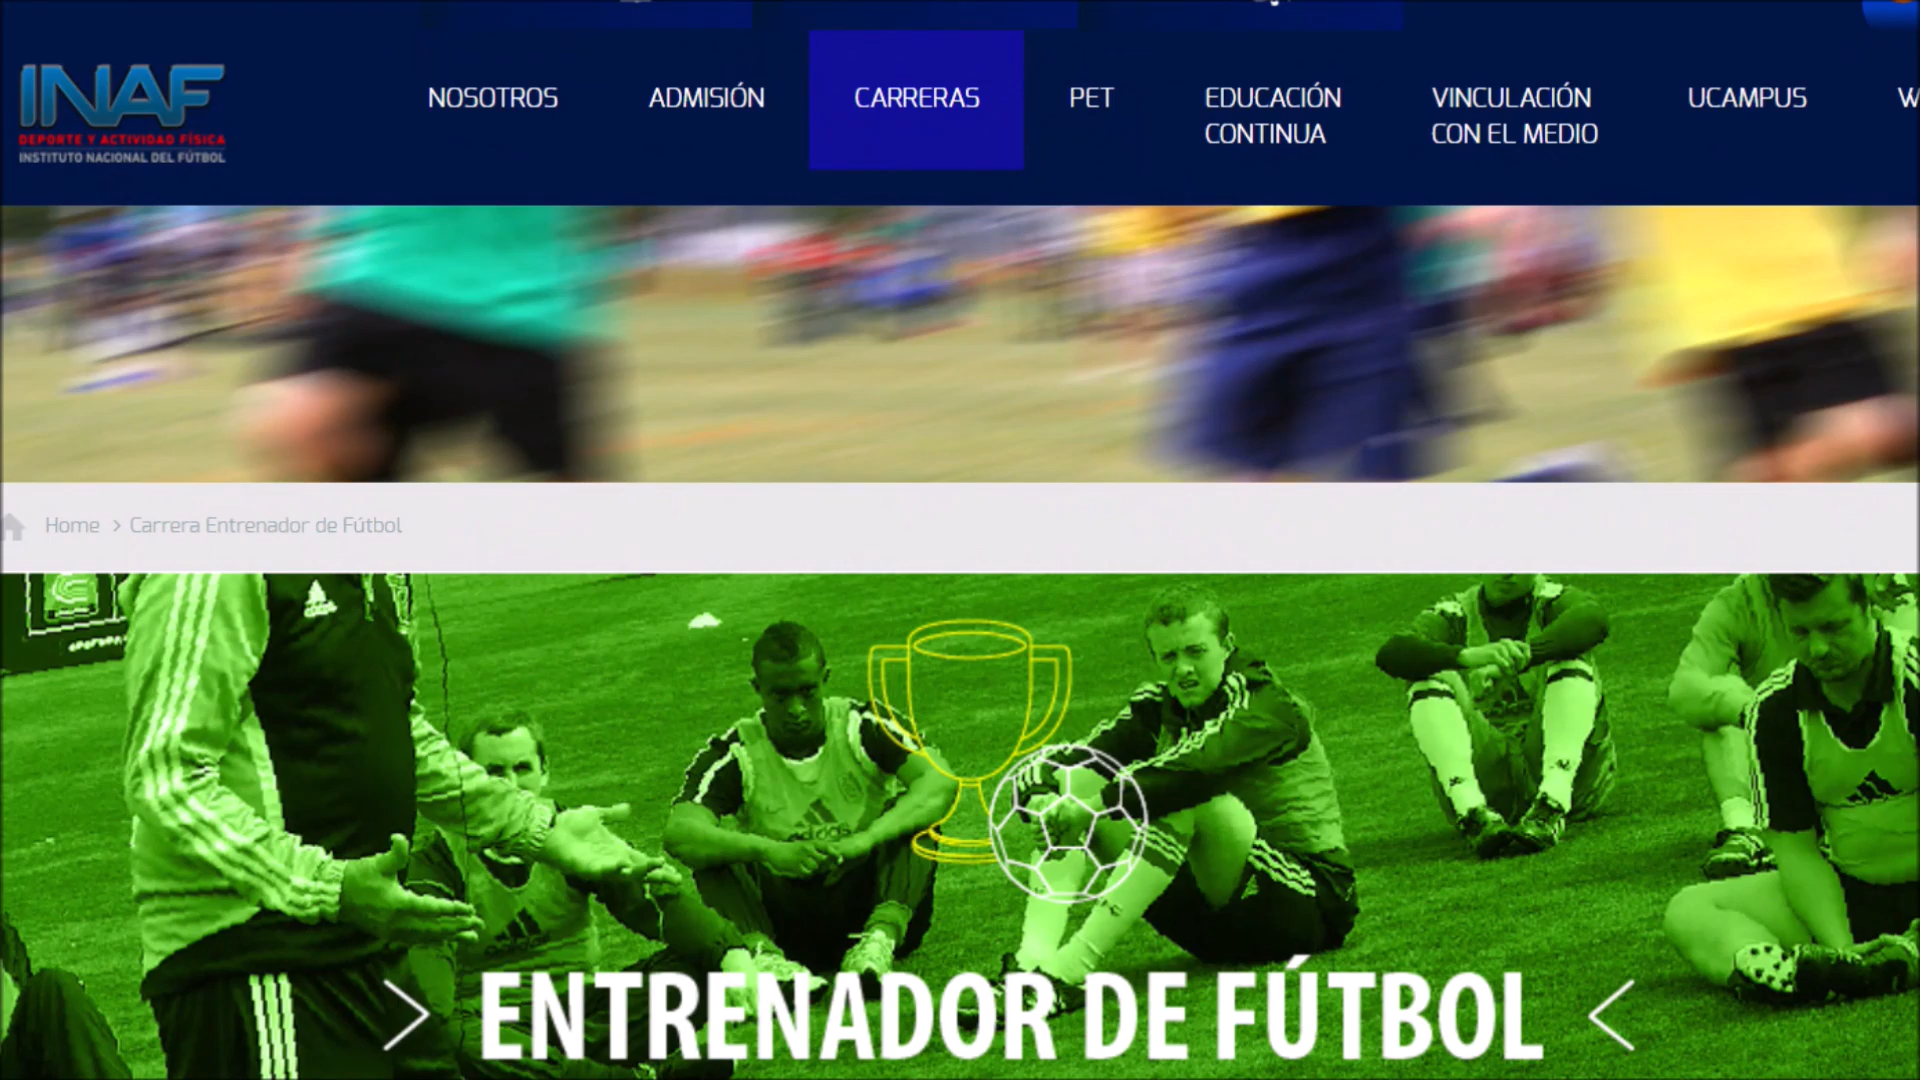 INAF
DEPORTE Y ACTIVIDAD FÍSICA
INSTITUTO NACIONAL DEL FÚTBOL
NOSOTROS
ADMISIÓN
CARRERAS
PET
EDUCACIÓN
CONTINUA
VINCULACIÓN
CON EL MEDIO
UCAMPUS
Home > Carrera Entrenador de Fútbol
adidas
ENTRENADOR DE FÚTBOL